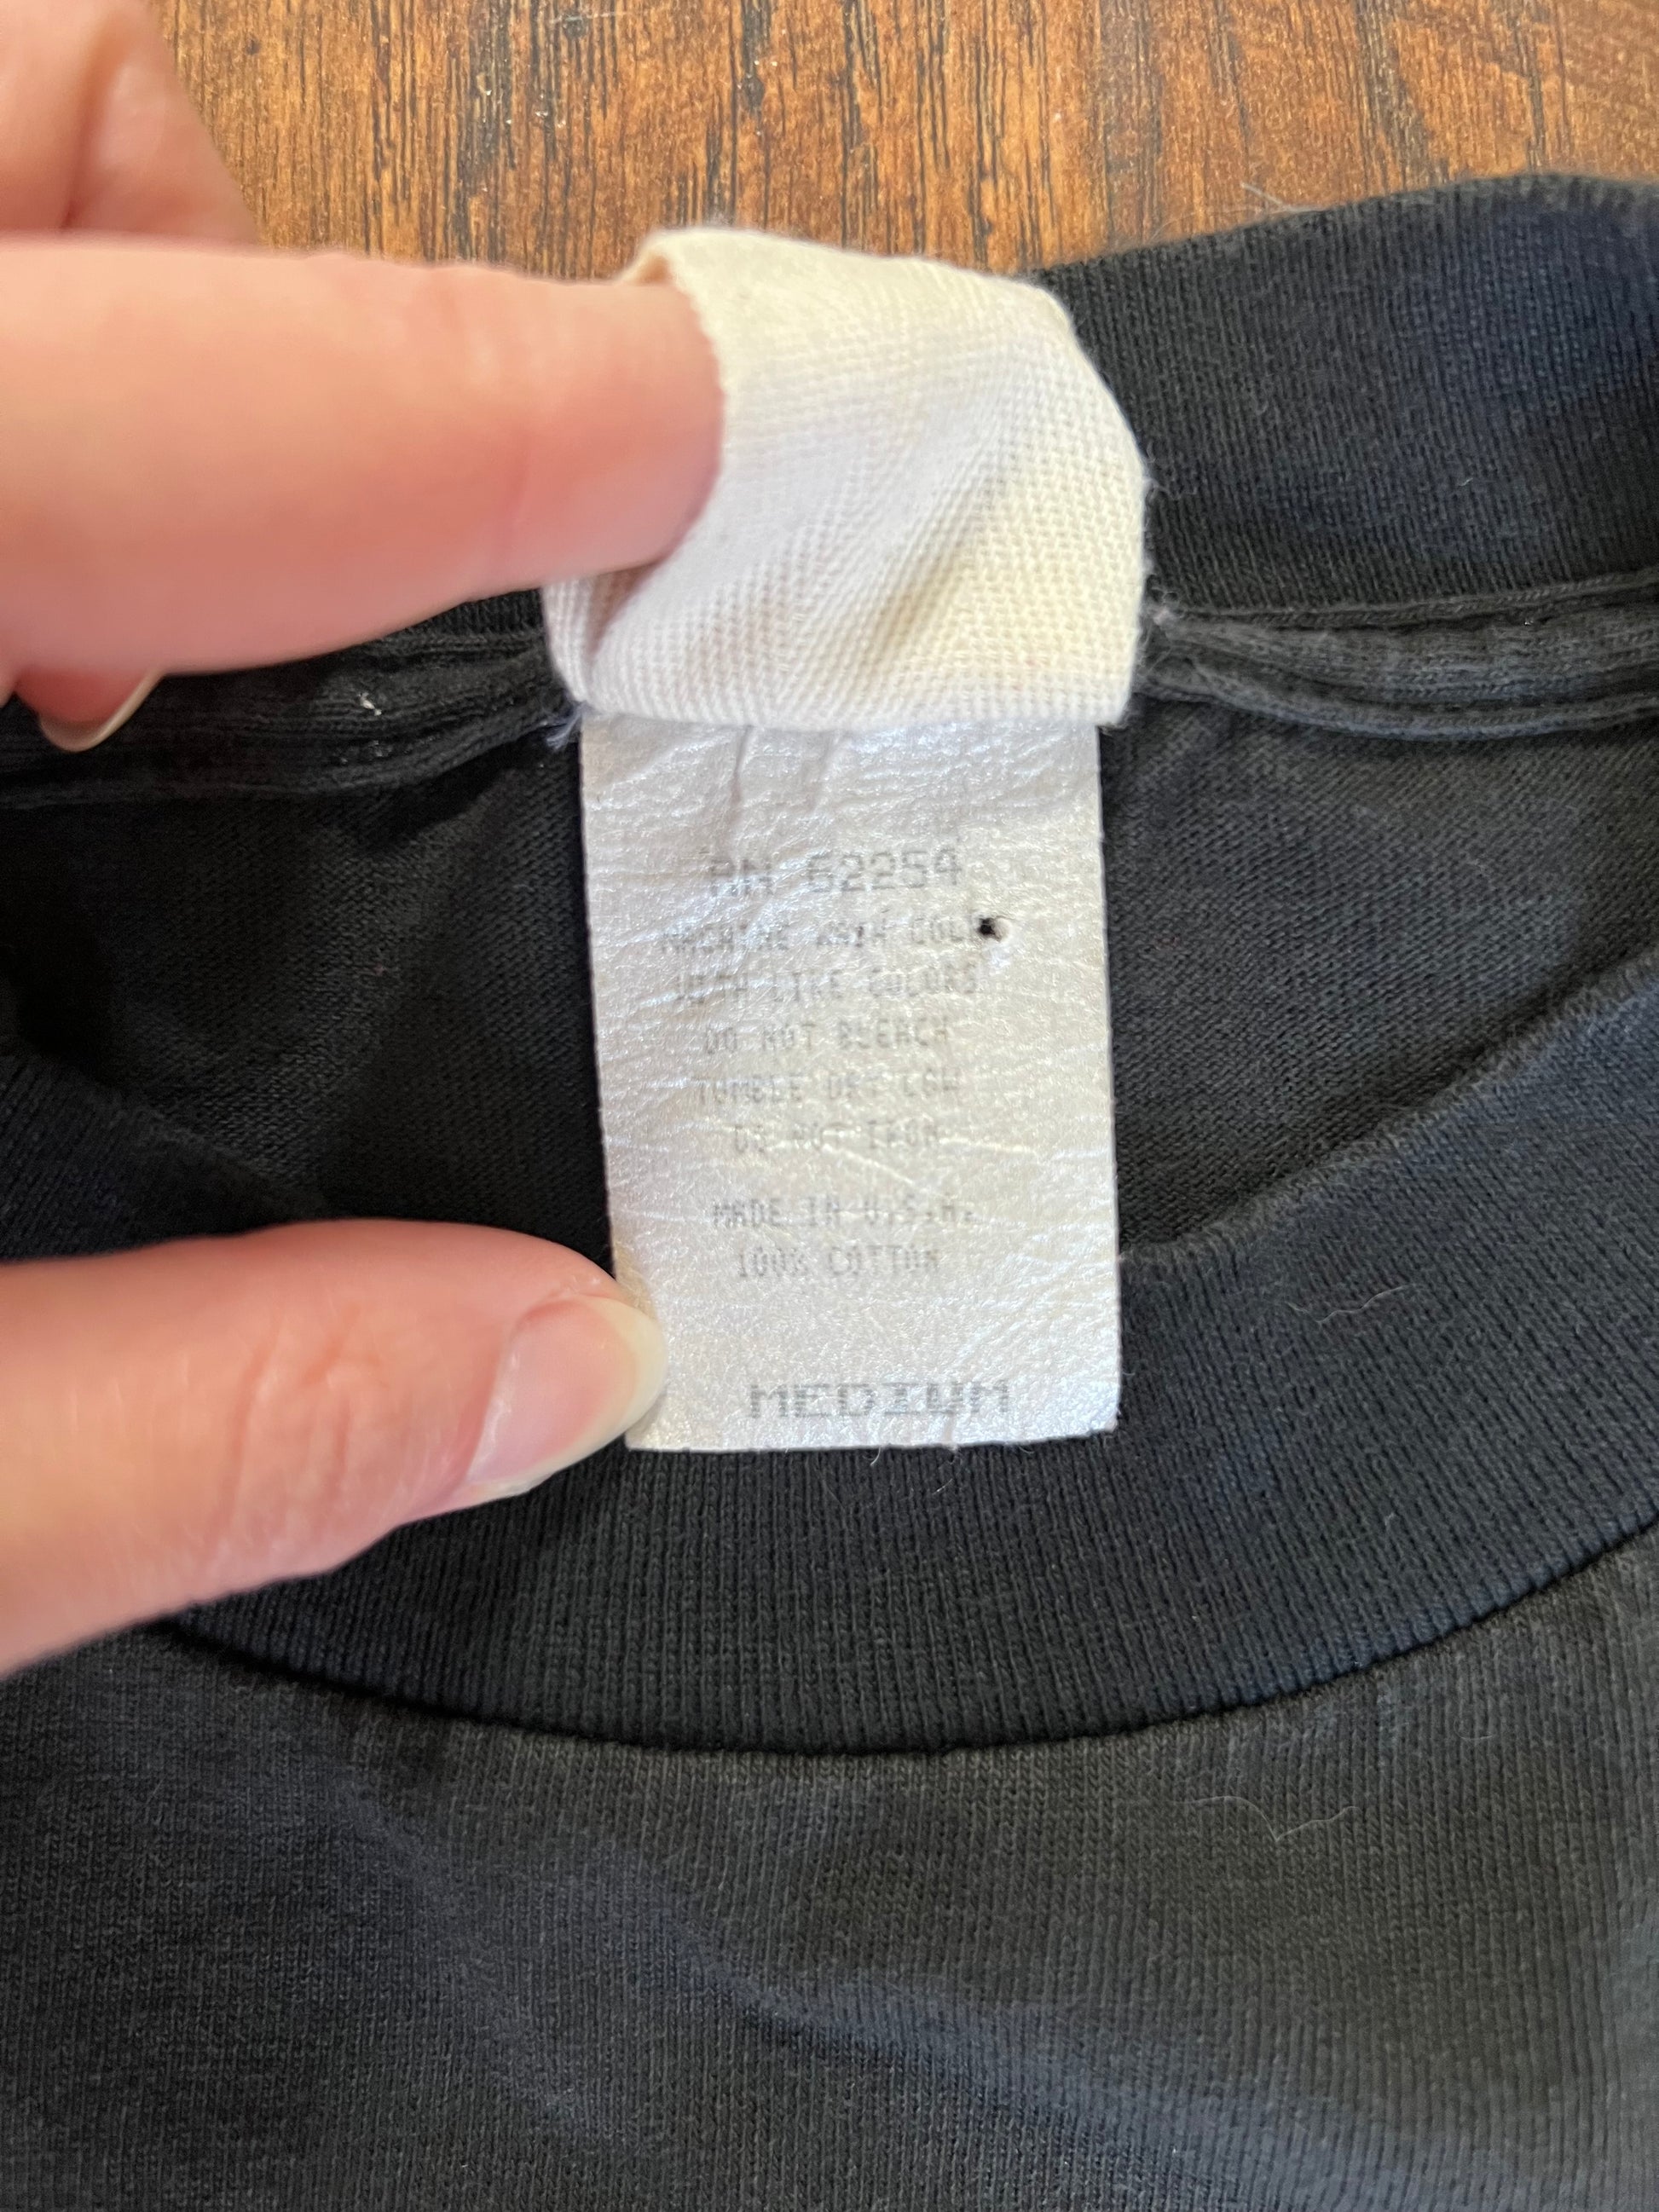 RN 62254
MACHINE WASH COLD
WITH LIKE COLORS
DO NOT BLEACH
TUMBLE DRY LOW
DO NOT IRON
MADE IN U.S.A.
100% COTTON
MEDIUM